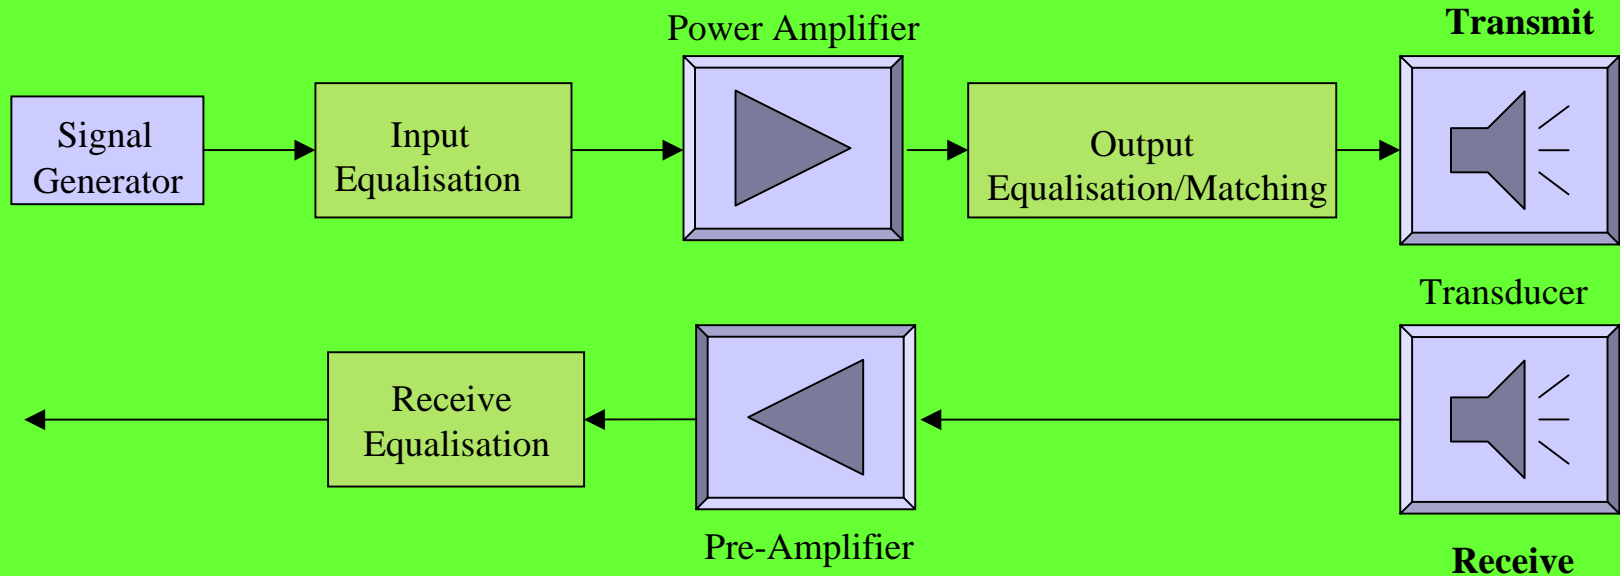 Power Amplifier
Transmit
Signal
Generator
Input
Equalisation
Output
Equalisation/Matching
Transducer
Receive
Equalisation
Pre-Amplifier
Receive